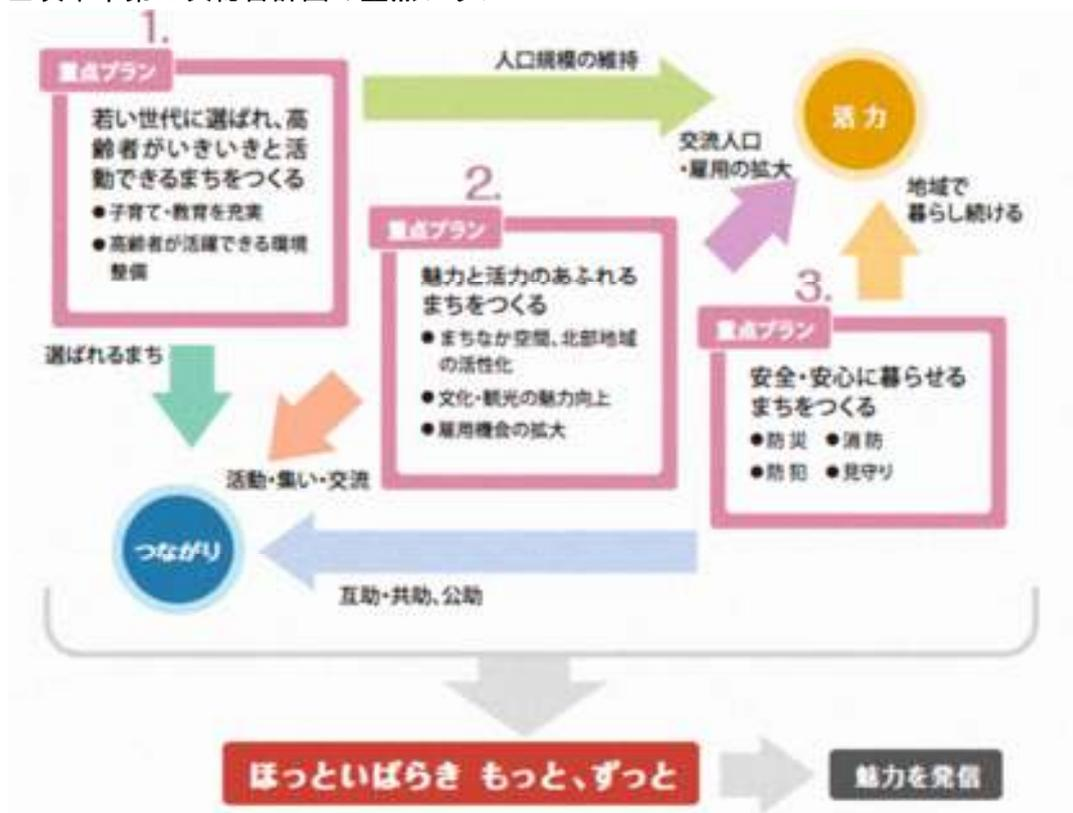 1.
重点プラン
若い世代に選ばれ、高
齢者がいきいきと活
動できるまちをつくる
●子育て・教育を充実
●高齢者が活躍できる環境
整備
人口規模の維持
活力
交流人口
・雇用の拡大
地域で
暮らし続ける
2.
重点プラン
魅力と活力のあふれる
まちをつくる
●まちなか空間、北部地域
の活性化
●文化・観光の魅力向上
●雇用機会の拡大
3.
重点プラン
安全・安心に暮らせる
まちをつくる
●防災 ●消防
●防犯 ●見守り
選ばれるまち
活動・集い・交流
つながり
互助・共助、公助
ほっといばらき もっと、ずっと
魅力を発信